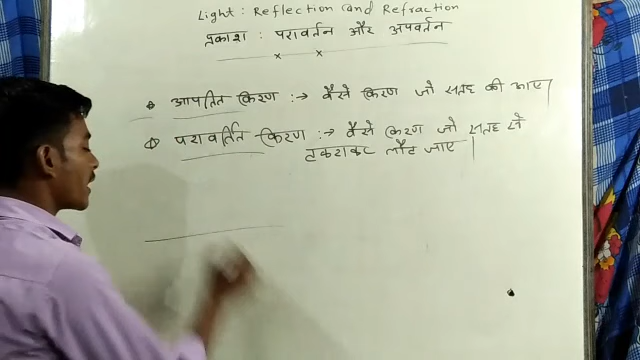 Light: Reflection and Refraction
प्रकाश : परावर्तन और अपवर्तन
आपतित किरण :→ वैसे किरण जो सतह की आए।
परावर्तित किरण :→ वैसे किरण जो सतह से
टकराकर लौट जाए।